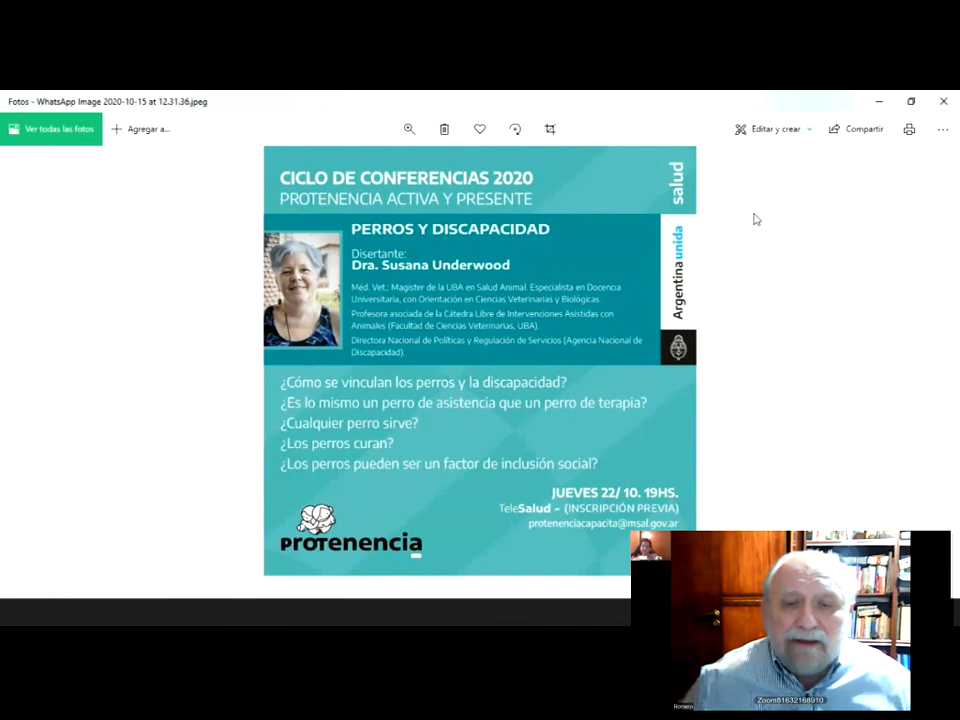 Fotos - WhatsApp Image 2020-10-15 at 12.31.36.jpeg
Ver todas las fotos
Agregar a...
Editar y crear
Compartir
CICLO DE CONFERENCIAS 2020
PROTENENCIA ACTIVA Y PRESENTE
salud
PERROS Y DISCAPACIDAD
Disertante:
Dra. Susana Underwood
Méd. Vet.; Magister de la UBA en Salud Animal. Especialista en Docencia
Universitaria, con Orientación en Ciencias Veterinarias y Biológicas.
Profesora asociada de la Cátedra Libre de Intervenciones Asistidas con
Animales (Facultad de Ciencias Veterinarias, UBA).
Directora Nacional de Políticas y Regulación de Servicios (Agencia Nacional de
Discapacidad).
Argentina unida
¿Cómo se vinculan los perros y la discapacidad?
¿Es lo mismo un perro de asistencia que un perro de terapia?
¿Cualquier perro sirve?
¿Los perros curan?
¿Los perros pueden ser un factor de inclusión social?
JUEVES 22/ 10. 19HS.
TeleSalud - (INSCRIPCIÓN PREVIA)
protenenciacapacita@msal.gov.ar
PROTENENCIA
Romero
Zoom81632168910